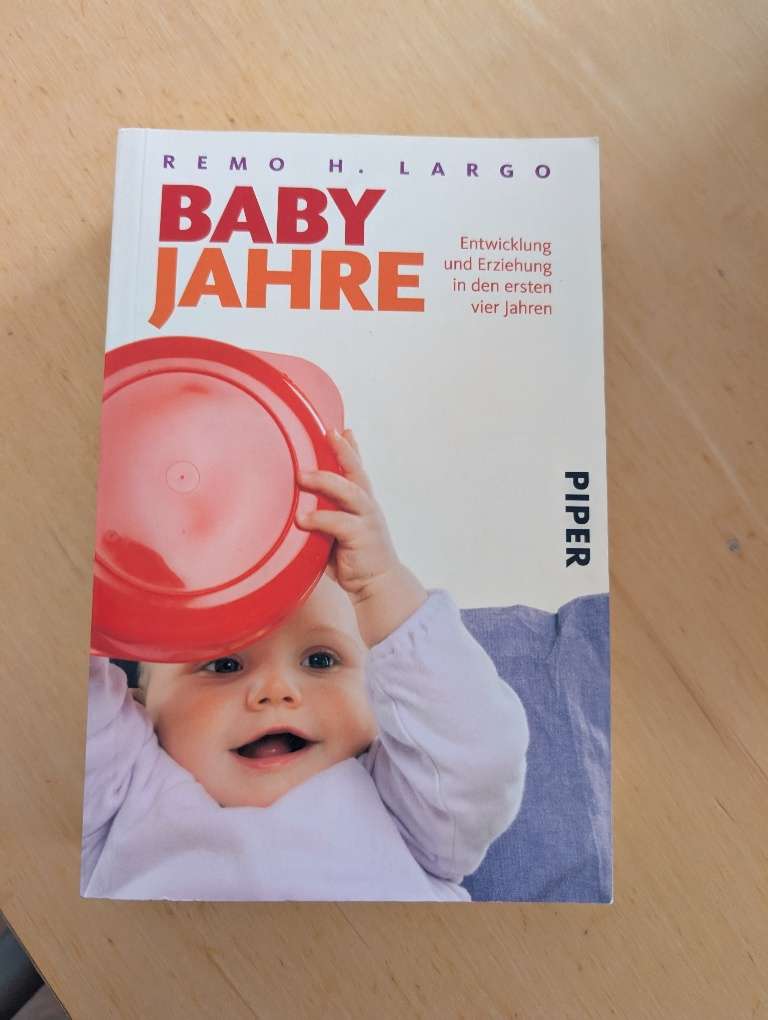 REMO H. LARGO
BABY
JAHRE
Entwicklung
und Erziehung
in den ersten
vier Jahren
PIPER